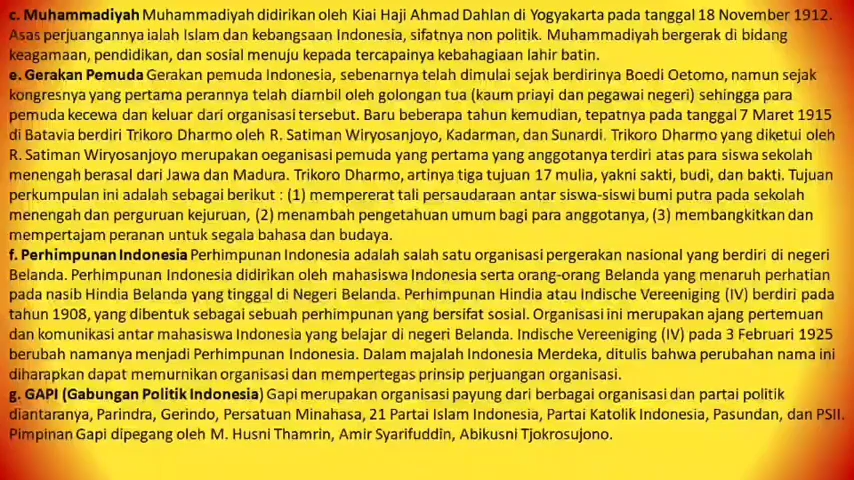 c. Muhammadiyah Muhammadiyah didirikan oleh Kiai Haji Ahmad Dahlan di Yogyakarta pada tanggal 18 November 1912.
Asas perjuangannya ialah Islam dan kebangsaan Indonesia, sifatnya non politik. Muhammadiyah bergerak di bidang
keagamaan, pendidikan, dan sosial menuju kepada tercapainya kebahagiaan lahir batin.
e. Gerakan Pemuda Gerakan pemuda Indonesia, sebenarnya telah dimulai sejak berdirinya Boedi Oetomo, namun sejak
kongresnya yang pertama perannya telah diambil oleh golongan tua (kaum priayi dan pegawai negeri) sehingga para
pemuda kecewa dan keluar dari organisasi tersebut. Baru beberapa tahun kemudian, tepatnya pada tanggal 7 Maret 1915
di Batavia berdiri Trikoro Dharmo oleh R. Satiman Wiryosanjoyo, Kadarman, dan Sunardi. Trikoro Dharmo yang diketui oleh
R. Satiman Wiryosanjoyo merupakan oeganisasi pemuda yang pertama yang anggotanya terdiri atas para siswa sekolah
menengah berasal dari Jawa dan Madura. Trikoro Dharmo, artinya tiga tujuan 17 mulia, yakni sakti, budi, dan bakti. Tujuan
perkumpulan ini adalah sebagai berikut : (1) mempererat tali persaudaraan antar siswa-siswi bumi putra pada sekolah
menengah dan perguruan kejuruan, (2) menambah pengetahuan umum bagi para anggotanya, (3) membangkitkan dan
mempertajam peranan untuk segala bahasa dan budaya.
f. Perhimpunan Indonesia Perhimpunan Indonesia adalah salah satu organisasi pergerakan nasional yang berdiri di negeri
Belanda. Perhimpunan Indonesia didirikan oleh mahasiswa Indonesia serta orang-orang Belanda yang menaruh perhatian
pada nasib Hindia Belanda yang tinggal di Negeri Belanda. Perhimpunan Hindia atau Indische Vereeniging (IV) berdiri pada
tahun 1908, yang dibentuk sebagai sebuah perhimpunan yang bersifat sosial. Organisasi ini merupakan ajang pertemuan
dan komunikasi antar mahasiswa Indonesia yang belajar di negeri Belanda. Indische Vereeniging (IV) pada 3 Februari 1925
berubah namanya menjadi Perhimpunan Indonesia. Dalam majalah Indonesia Merdeka, ditulis bahwa perubahan nama ini
diharapkan dapat memurnikan organisasi dan mempertegas prinsip perjuangan organisasi.
g. GAPI (Gabungan Politik Indonesia) Gapi merupakan organisasi payung dari berbagai organisasi dan partai politik
diantaranya, Parindra, Gerindo, Persatuan Minahasa, 21 Partai Islam Indonesia, Partai Katolik Indonesia, Pasundan, dan PSII.
Pimpinan Gapi dipegang oleh M. Husni Thamrin, Amir Syarifuddin, Abikusni Tjokrosujono.